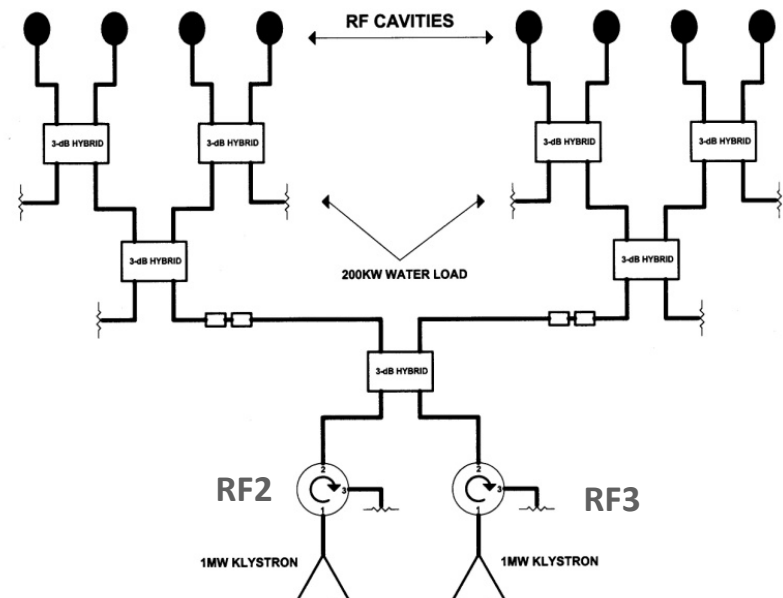 RF CAVITIES
3-dB HYBRID
3-dB HYBRID
3-dB HYBRID
3-dB HYBRID
3-dB HYBRID
3-dB HYBRID
200KW WATER LOAD
3-dB HYBRID
2
2
RF2
3
3
RF3
1
1
1MW KLYSTRON
1MW KLYSTRON